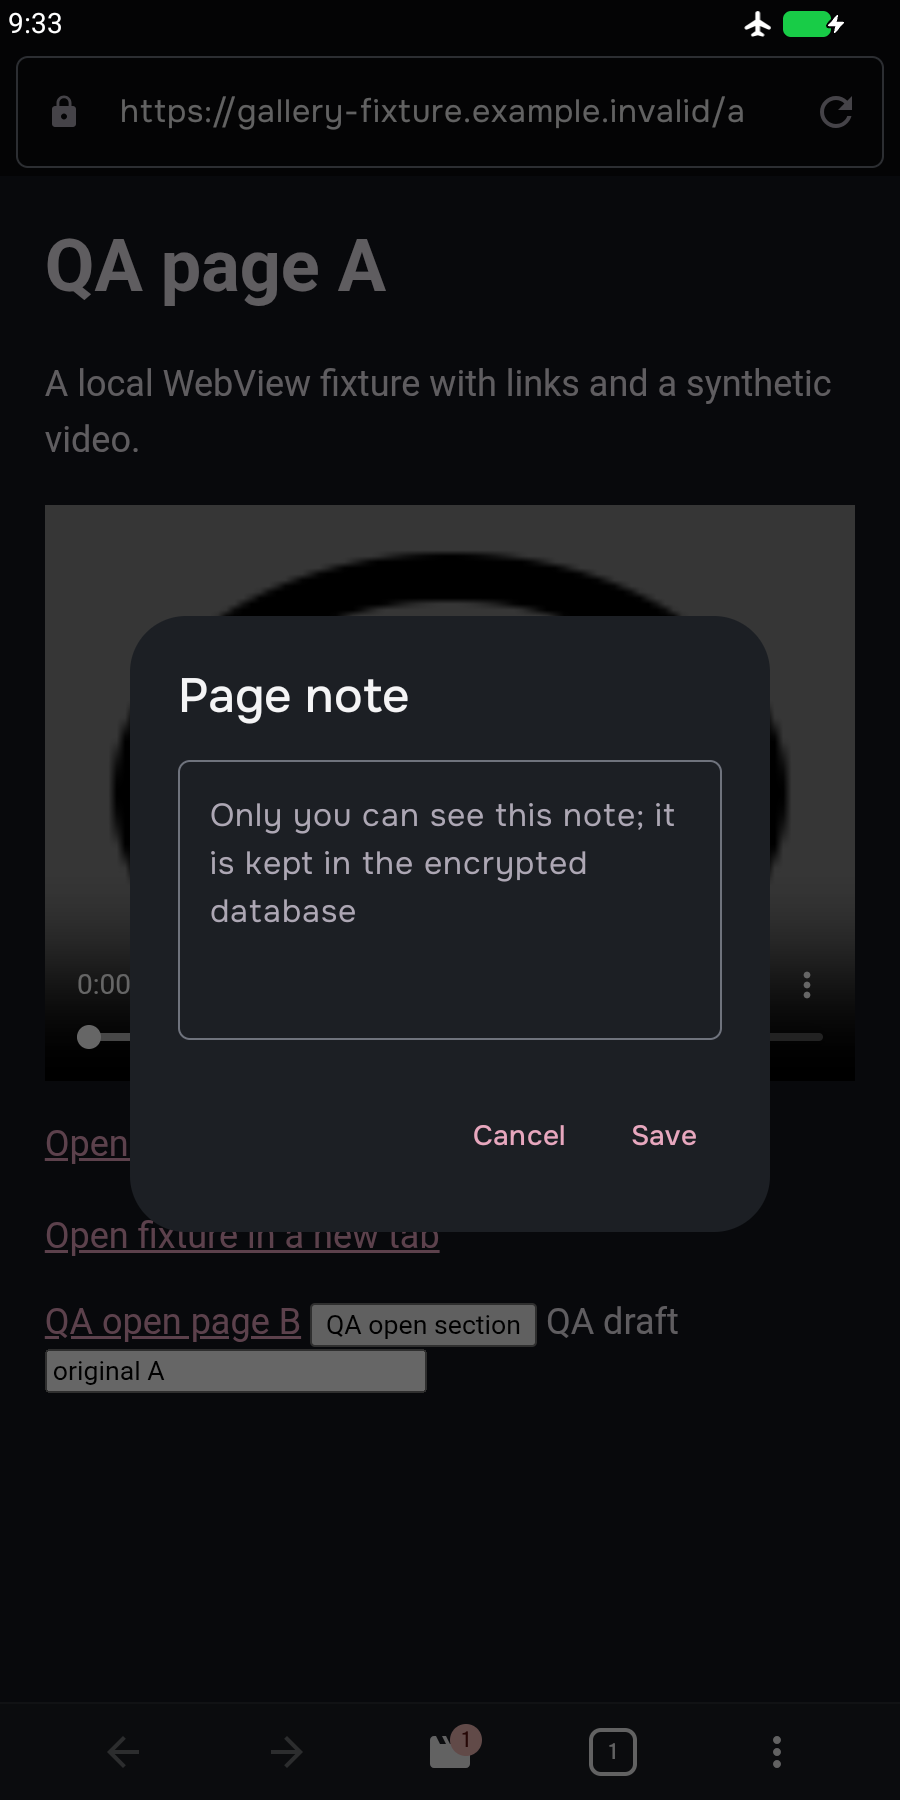 9:33
https://gallery-fixture.example.invalid/a
QA page A
A local WebView fixture with links and a synthetic
video.
Page note
Only you can see this note; it
is kept in the encrypted
database
0:00
Cancel Save
Open
Open fixture in a new tab
QA open page B QA open section QA draft
original A
1
1